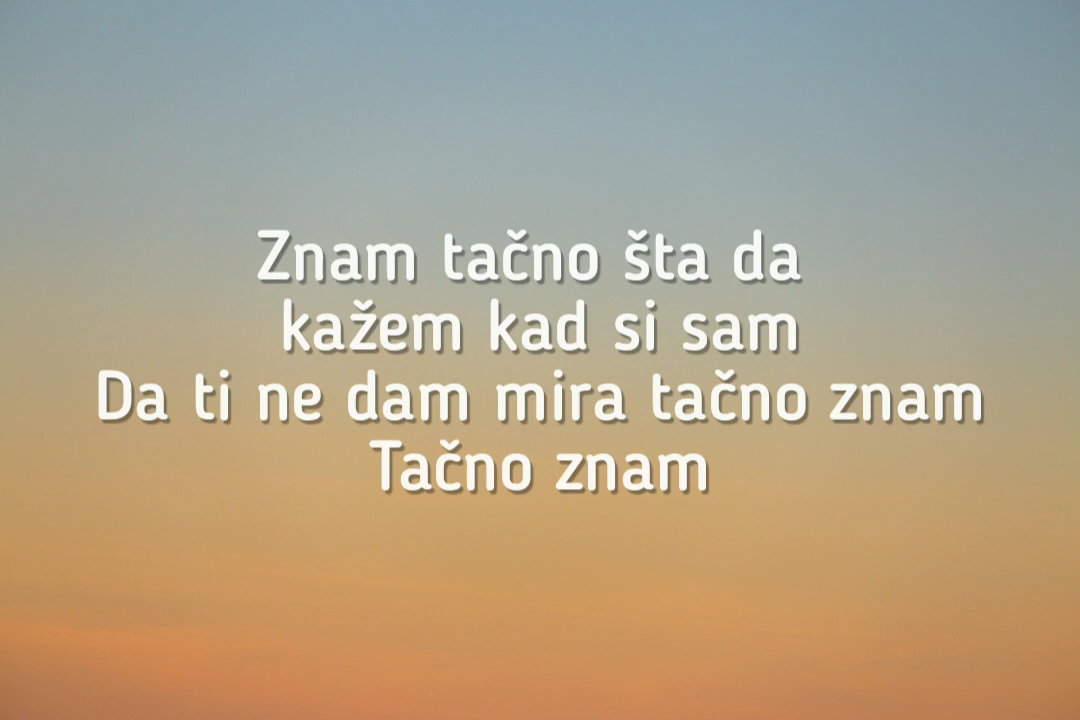 Znam tačno šta da
kažem kad si sam
Da ti ne dam mira tačno znam
Tačno znam